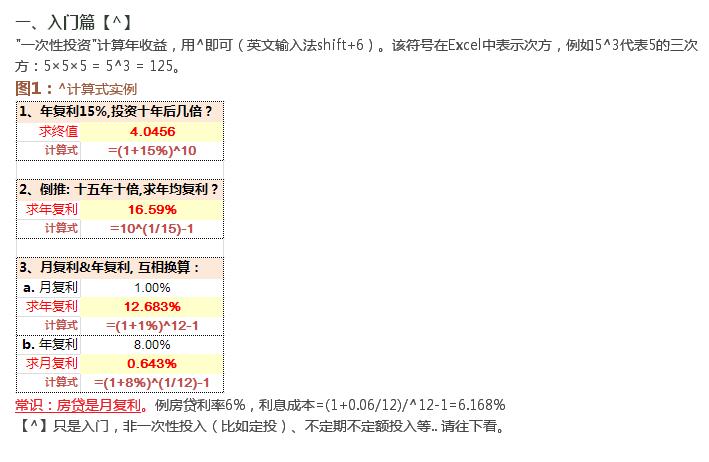 一、入门篇【^】
"一次性投资"计算年收益，用^即可（英文输入法shift+6）。该符号在Excel中表示次方，例如5^3代表5的三次
方：5×5×5 = 5^3 = 125。
图1：^计算式实例
1、年复利15%,投资十年后几倍？
求终值 4.0456
计算式 =(1+15%)^10
2、倒推: 十五年十倍,求年均复利？
求年复利 16.59%
计算式 =10^(1/15)-1
3、月复利&年复利, 互相换算：
a. 月复利 1.00%
求年复利 12.683%
计算式 =(1+1%)^12-1
b. 年复利 8.00%
求月复利 0.643%
计算式 =(1+8%)^(1/12)-1
常识：房贷是月复利。例房贷利率6%，利息成本=(1+0.06/12)/^12-1=6.168%
【^】只是入门，非一次性投入（比如定投）、不定期不定额投入等.. 请往下看。